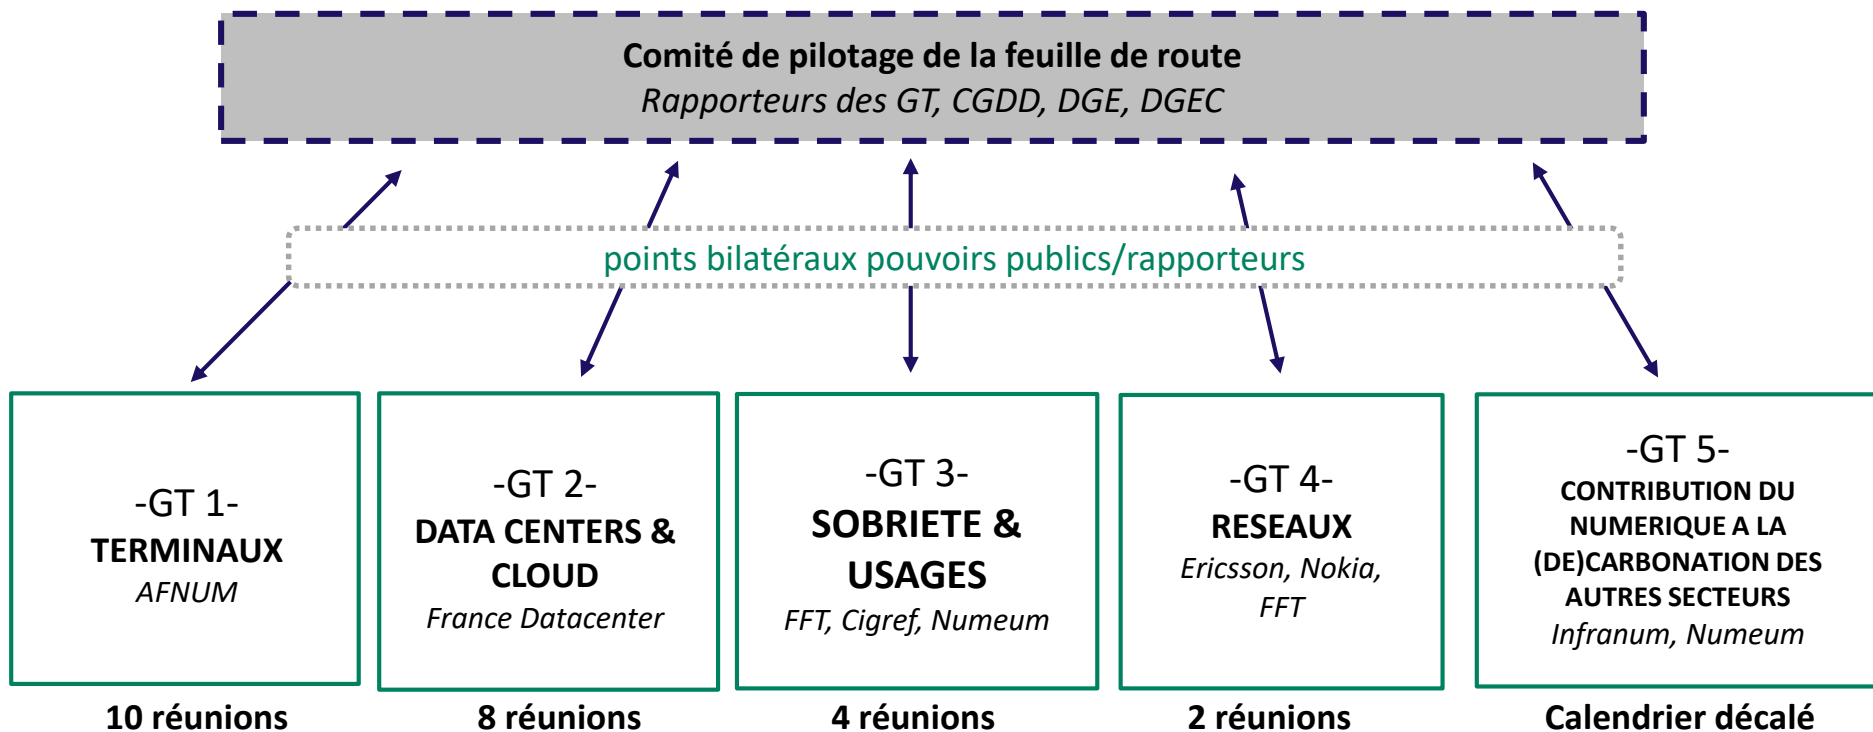 Comité de pilotage de la feuille de route
Rapporteurs des GT, CGDD, DGE, DGEC
points bilatéraux pouvoirs publics/rapporteurs
-GT 1-
TERMINAUX
AFNUM
10 réunions
-GT 2-
DATA CENTERS &
CLOUD
France Datacenter
8 réunions
-GT 3-
SOBRIETE &
USAGES
FFT, Cigref, Numeum
4 réunions
-GT 4-
RESEAUX
Ericsson, Nokia,
FFT
2 réunions
-GT 5-
CONTRIBUTION DU
NUMERIQUE A LA
(DE)CARBONATION DES
AUTRES SECTEURS
Infranum, Numeum
Calendrier décalé